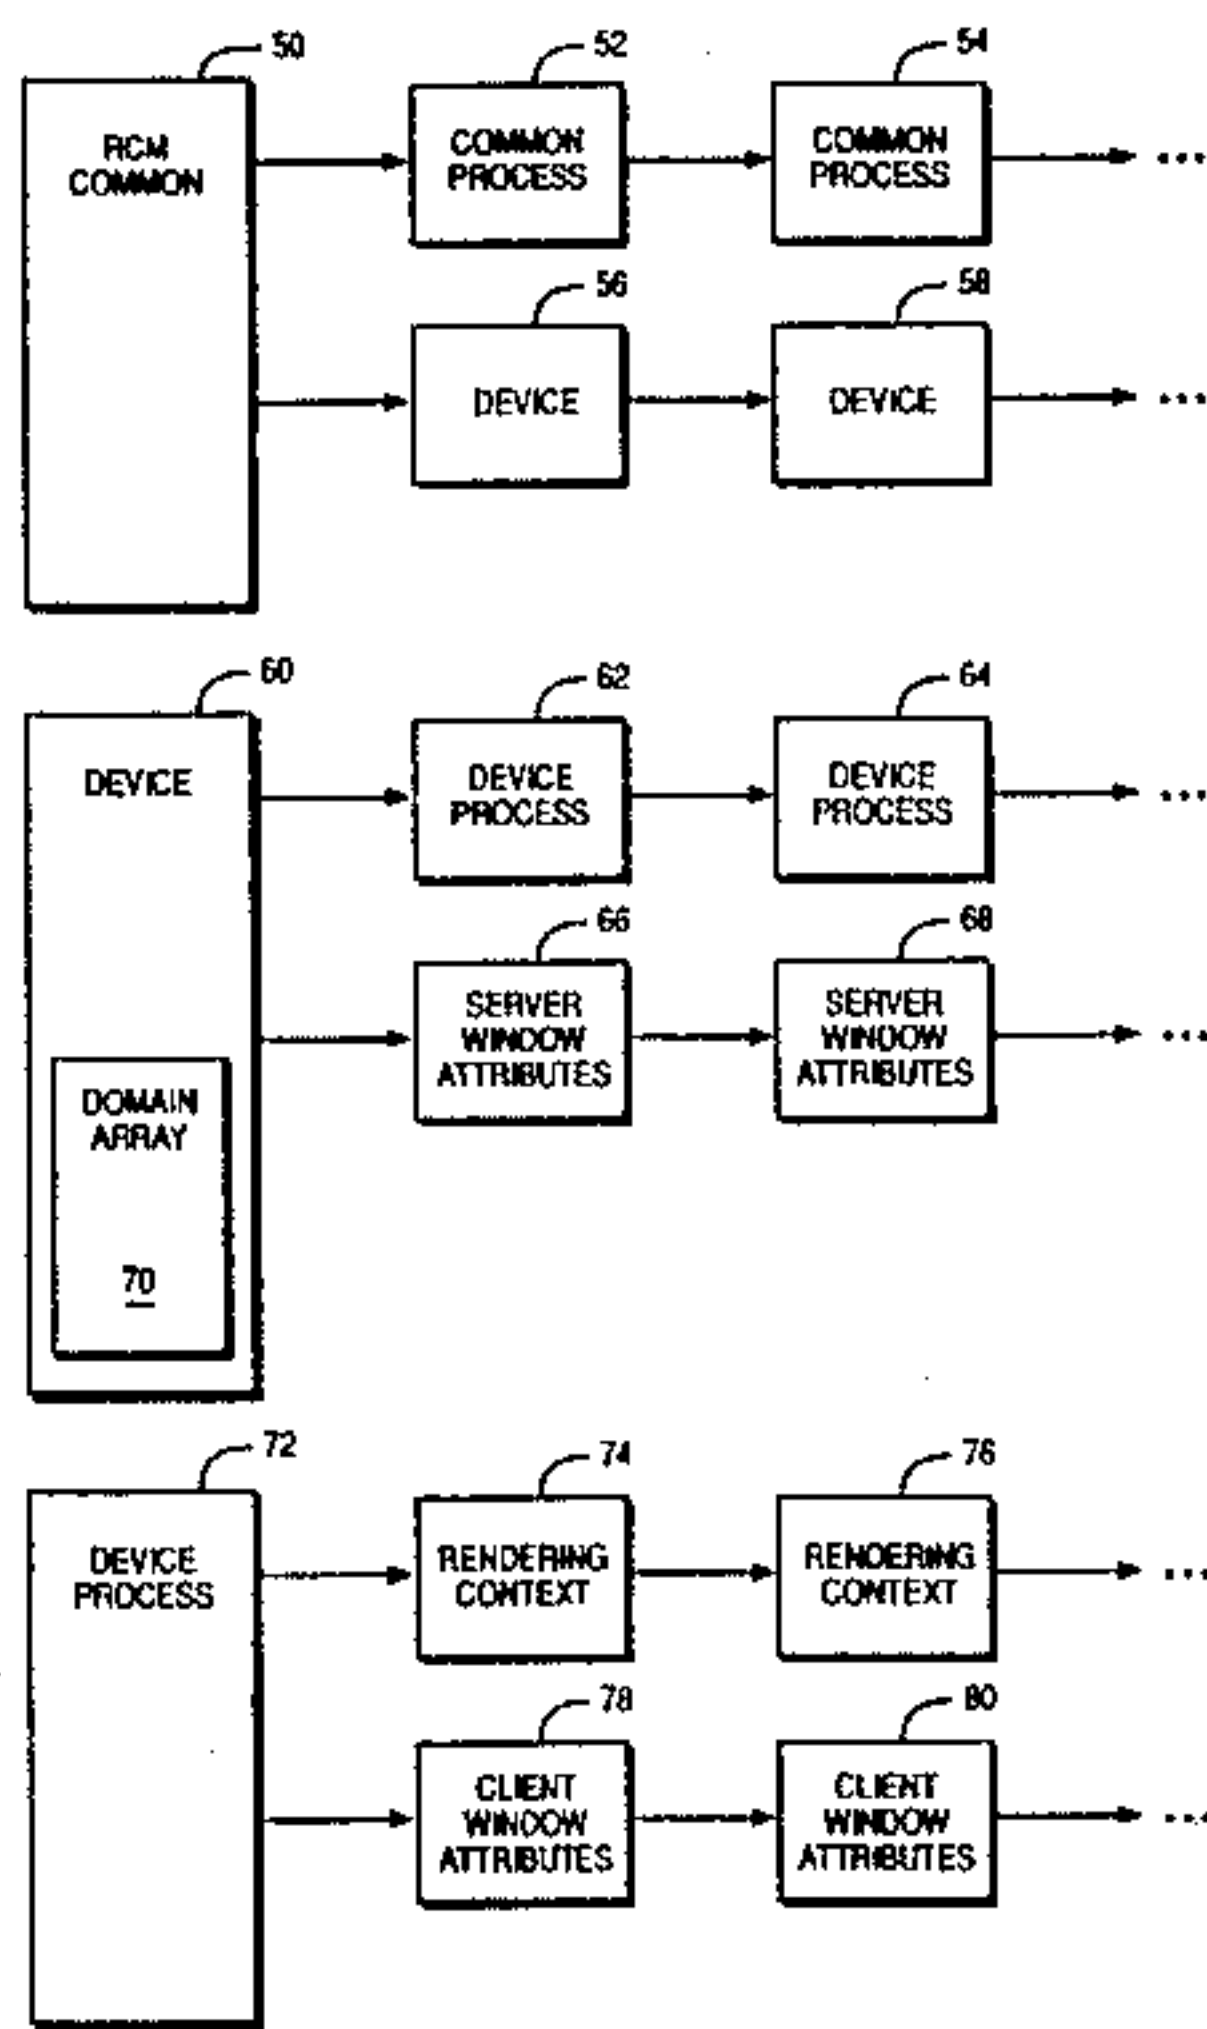 50
52
54
RCM
COMMON
COMMON
PROCESS
COMMON
PROCESS
...
56
58
DEVICE
DEVICE
...
60
62
64
DEVICE
DEVICE
PROCESS
DEVICE
PROCESS
...
66
68
SERVER
WINDOW
ATTRIBUTES
SERVER
WINDOW
ATTRIBUTES
...
DOMAIN
ARRAY
70
72
74
76
DEVICE
PROCESS
RENDERING
CONTEXT
RENDERING
CONTEXT
...
78
80
CLIENT
WINDOW
ATTRIBUTES
CLIENT
WINDOW
ATTRIBUTES
...